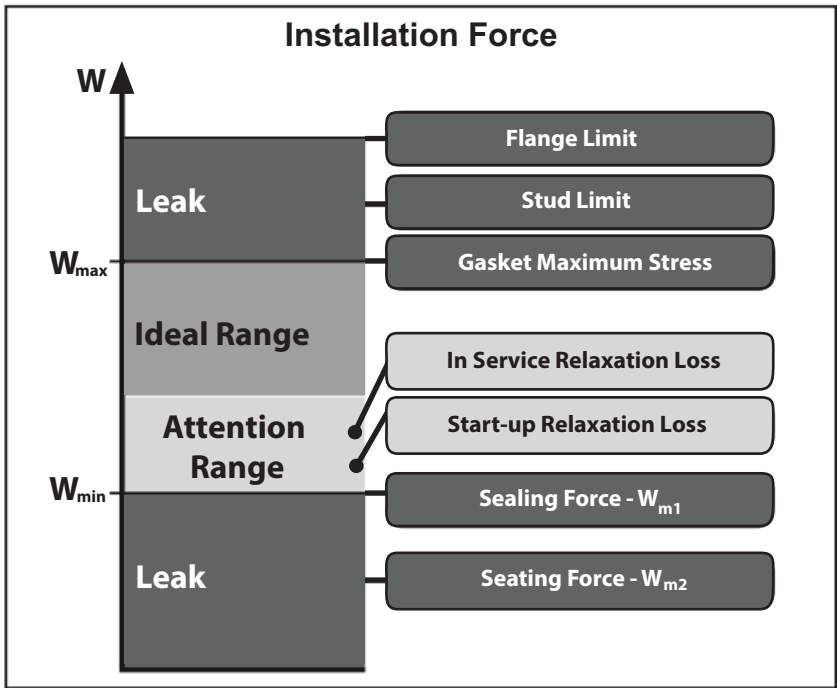 Installation Force
W
Flange Limit
Leak
Stud Limit
Wmax
Gasket Maximum Stress
Ideal Range
In Service Relaxation Loss
Attention
Range
Start-up Relaxation Loss
Wmin
Sealing Force - Wm1
Leak
Seating Force - Wm2